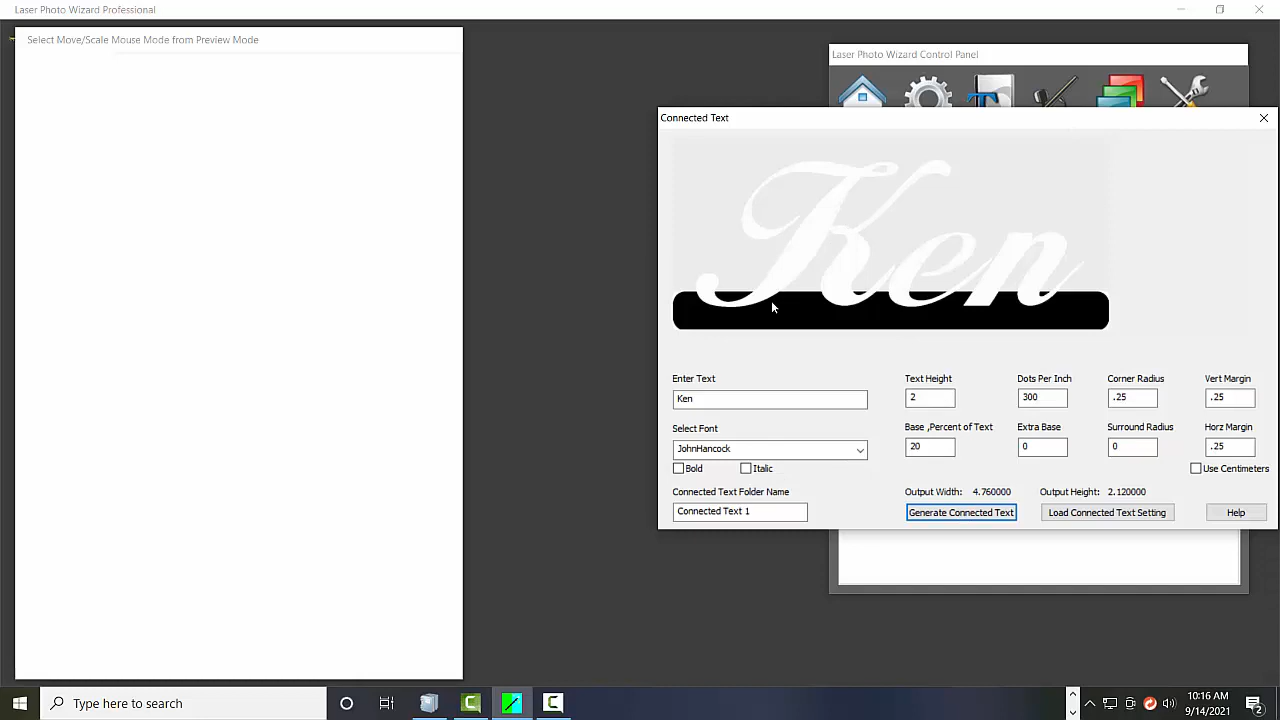 Laser Photo Wizard Professional
Select Move/Scale Mouse Mode from Preview Mode
Laser Photo Wizard Control Panel
Connected Text
Ken
Enter Text
Text Height
Dots Per Inch
Corner Radius
Vert Margin
Ken
2
300
.25
.25
Select Font
Base ,Percent of Text
Extra Base
Surround Radius
Horz Margin
JohnHancock
20
0
0
.25
Bold
Italic
Use Centimeters
Connected Text Folder Name
Output Width: 4.760000
Output Height: 2.120000
Connected Text 1
Generate Connected Text
Load Connected Text Setting
Help
Type here to search
10:16 AM
9/14/2021
2